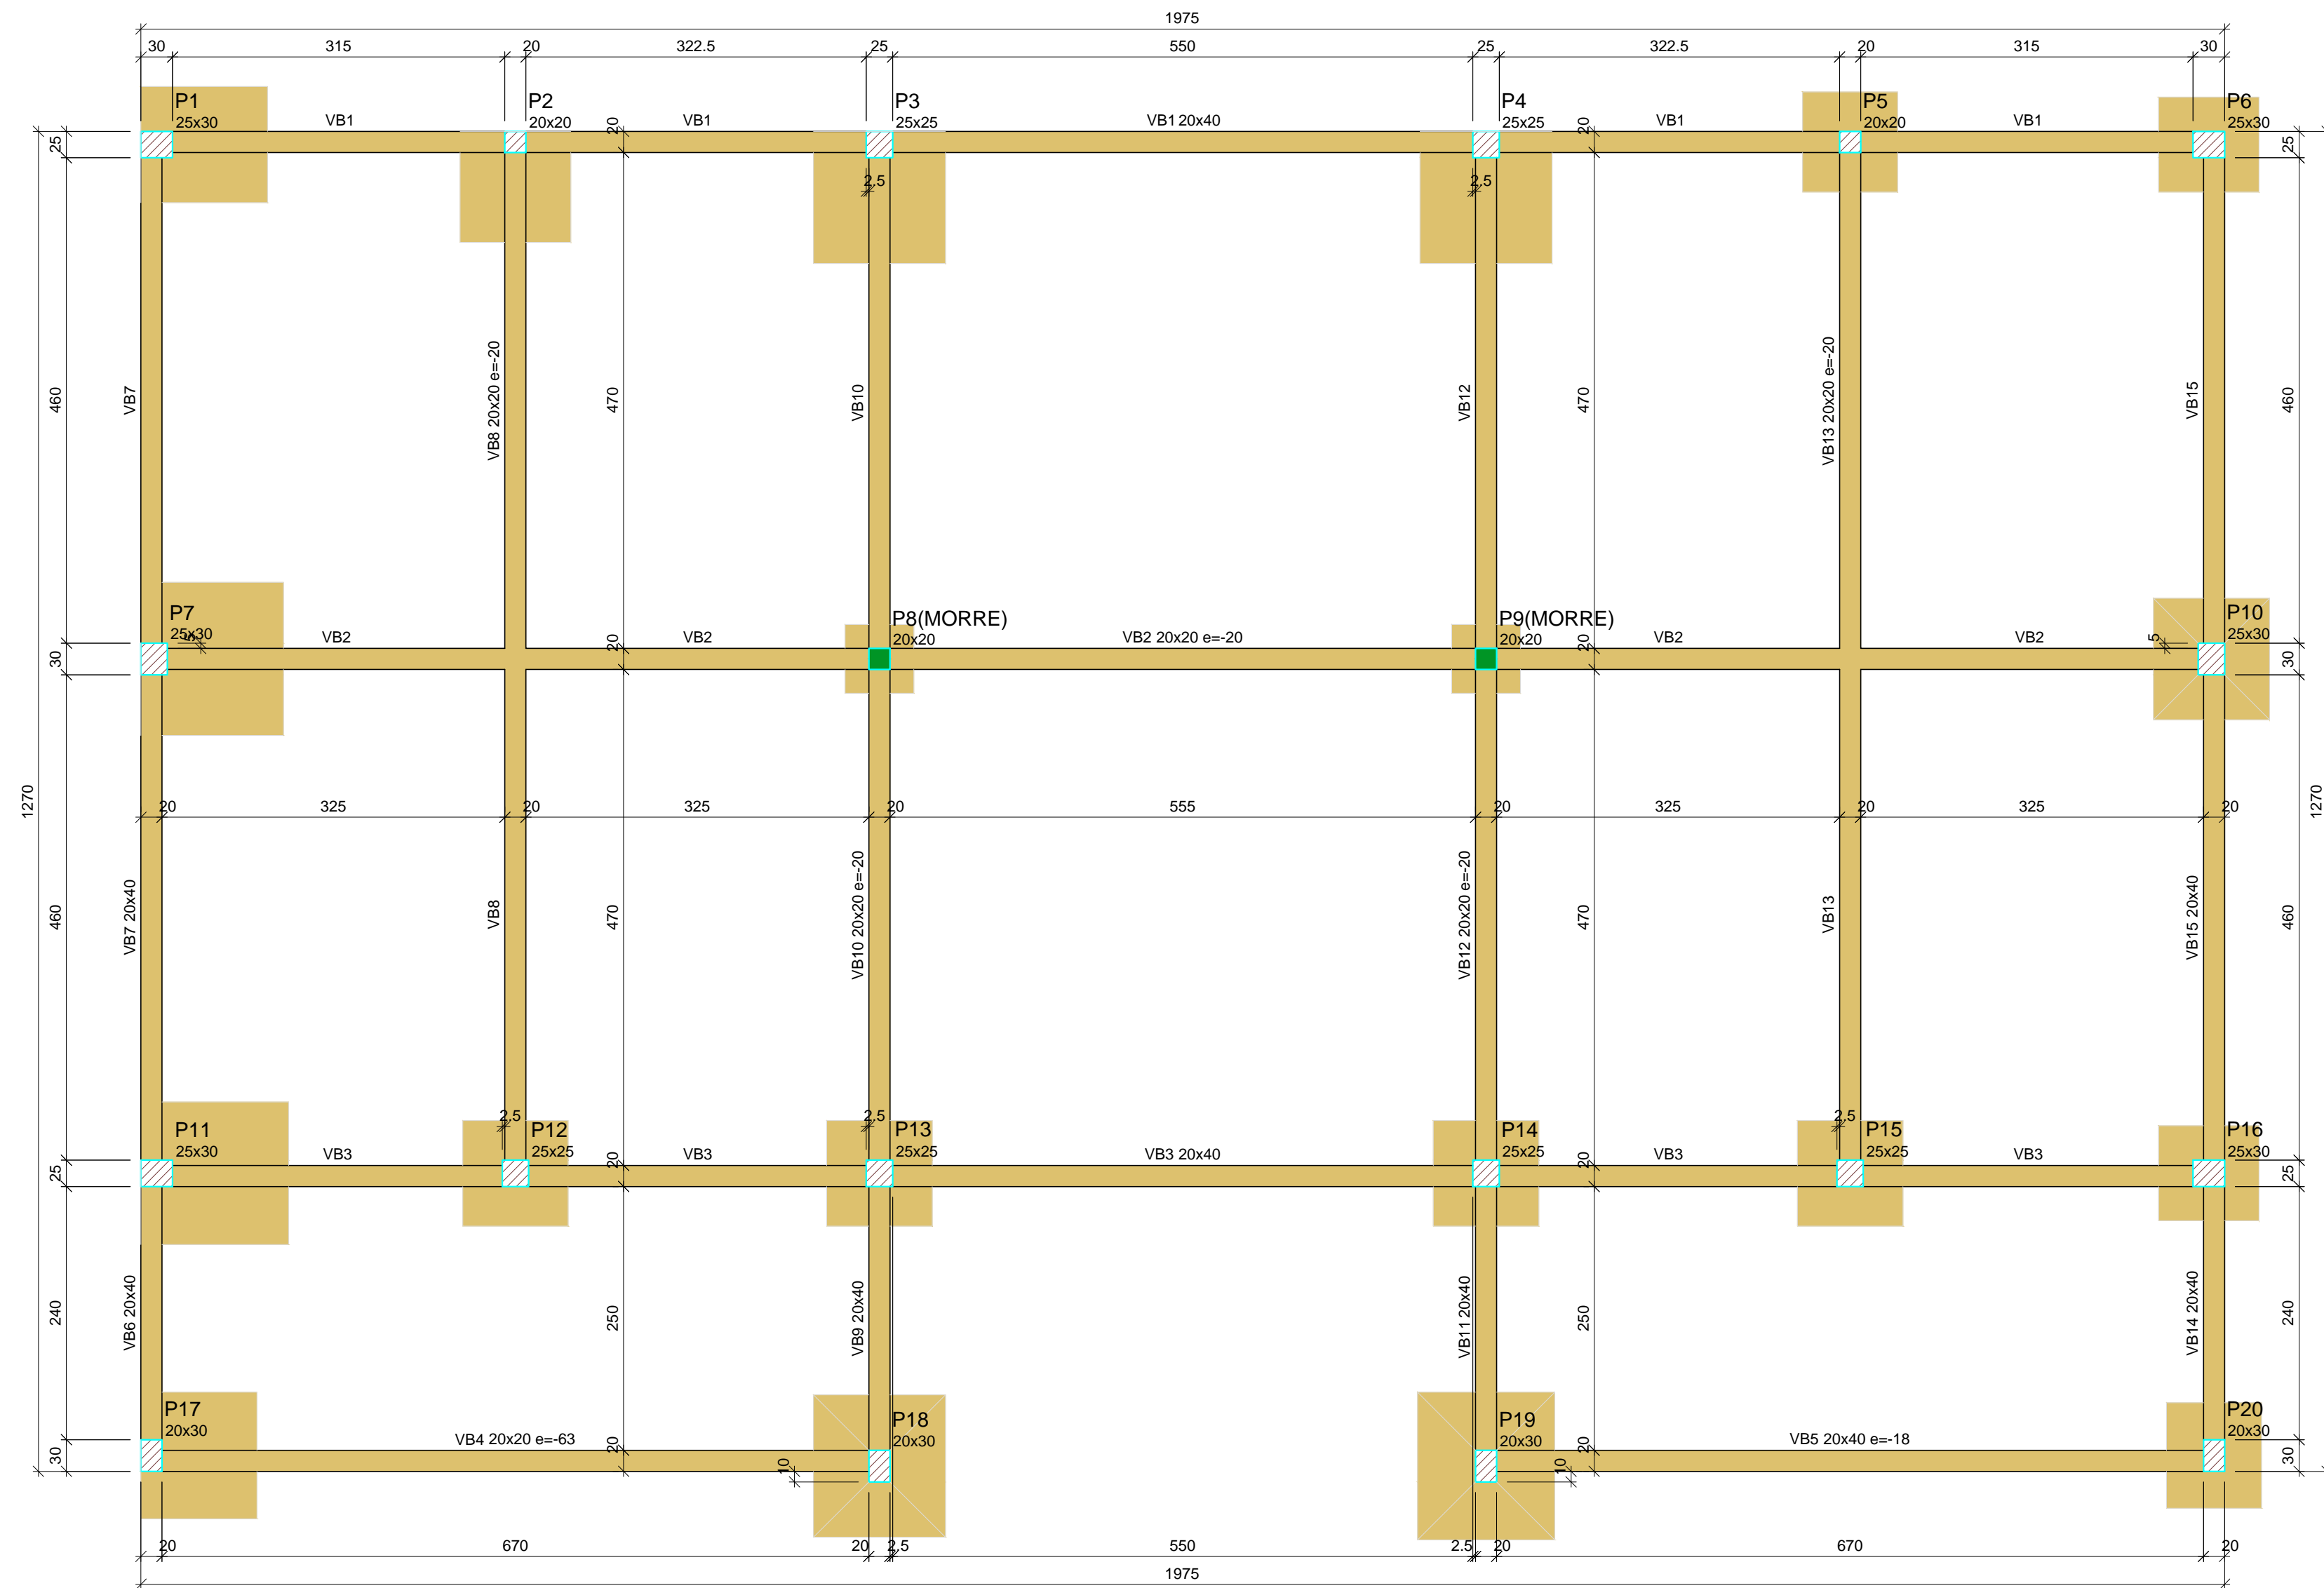 1975
30 315 20 322.5 25 550 25 322.5 20 315 30
P1 P2 P3 P4 P5 P6
25x30 VB1 20x20 VB1 25x25 VB1 20x40 25x25 VB1 20x20 VB1 25x30
25 20 20 25
2.5 2.5
460 VB7 VB8 20x20 e=-20 470 VB10 VB12 470 VB13 20x20 e=-20 VB15 460
P7 P8(MORRE) P9(MORRE) P10
25x30 20x20 20x20 25x30
5 VB2 VB2 VB2 20x20 e=-20 VB2 VB2 5
30 20 20 30
1270 1270
20 325 20 325 20 555 20 325 20 325 20
460 VB7 20x40 VB8 470 VB10 20x20 e=-20 VB12 20x20 e=-20 470 VB13 VB15 20x40 460
2.5 2.5 2.5
P11 P12 P13 P14 P15 P16
25x30 VB3 25x25 VB3 25x25 VB3 20x40 25x25 VB3 25x25 VB3 25x30
25 20 20 25
240 VB6 20x40 250 VB9 20x40 VB11 20x40 250 VB14 20x40 240
P17 P18 P19 P20
20x30 20x30 20x30 20x30
30 VB4 20x20 e=-63 20 20 VB5 20x40 e=-18 30
10 10
20 670 20 2.5 550 2.5 20 670 20
1975